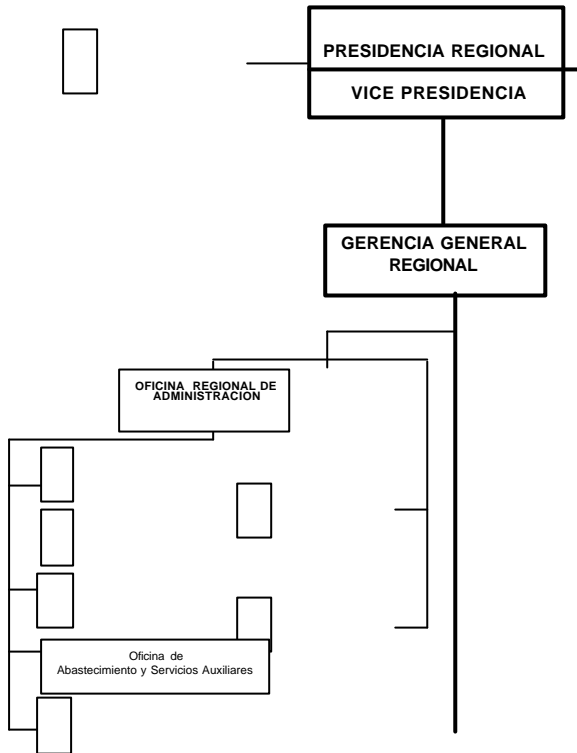 PRESIDENCIA REGIONAL
VICE PRESIDENCIA
GERENCIA GENERAL
REGIONAL
OFICINA REGIONAL DE
ADMINISTRACION
Oficina de
Abastecimiento y Servicios Auxiliares